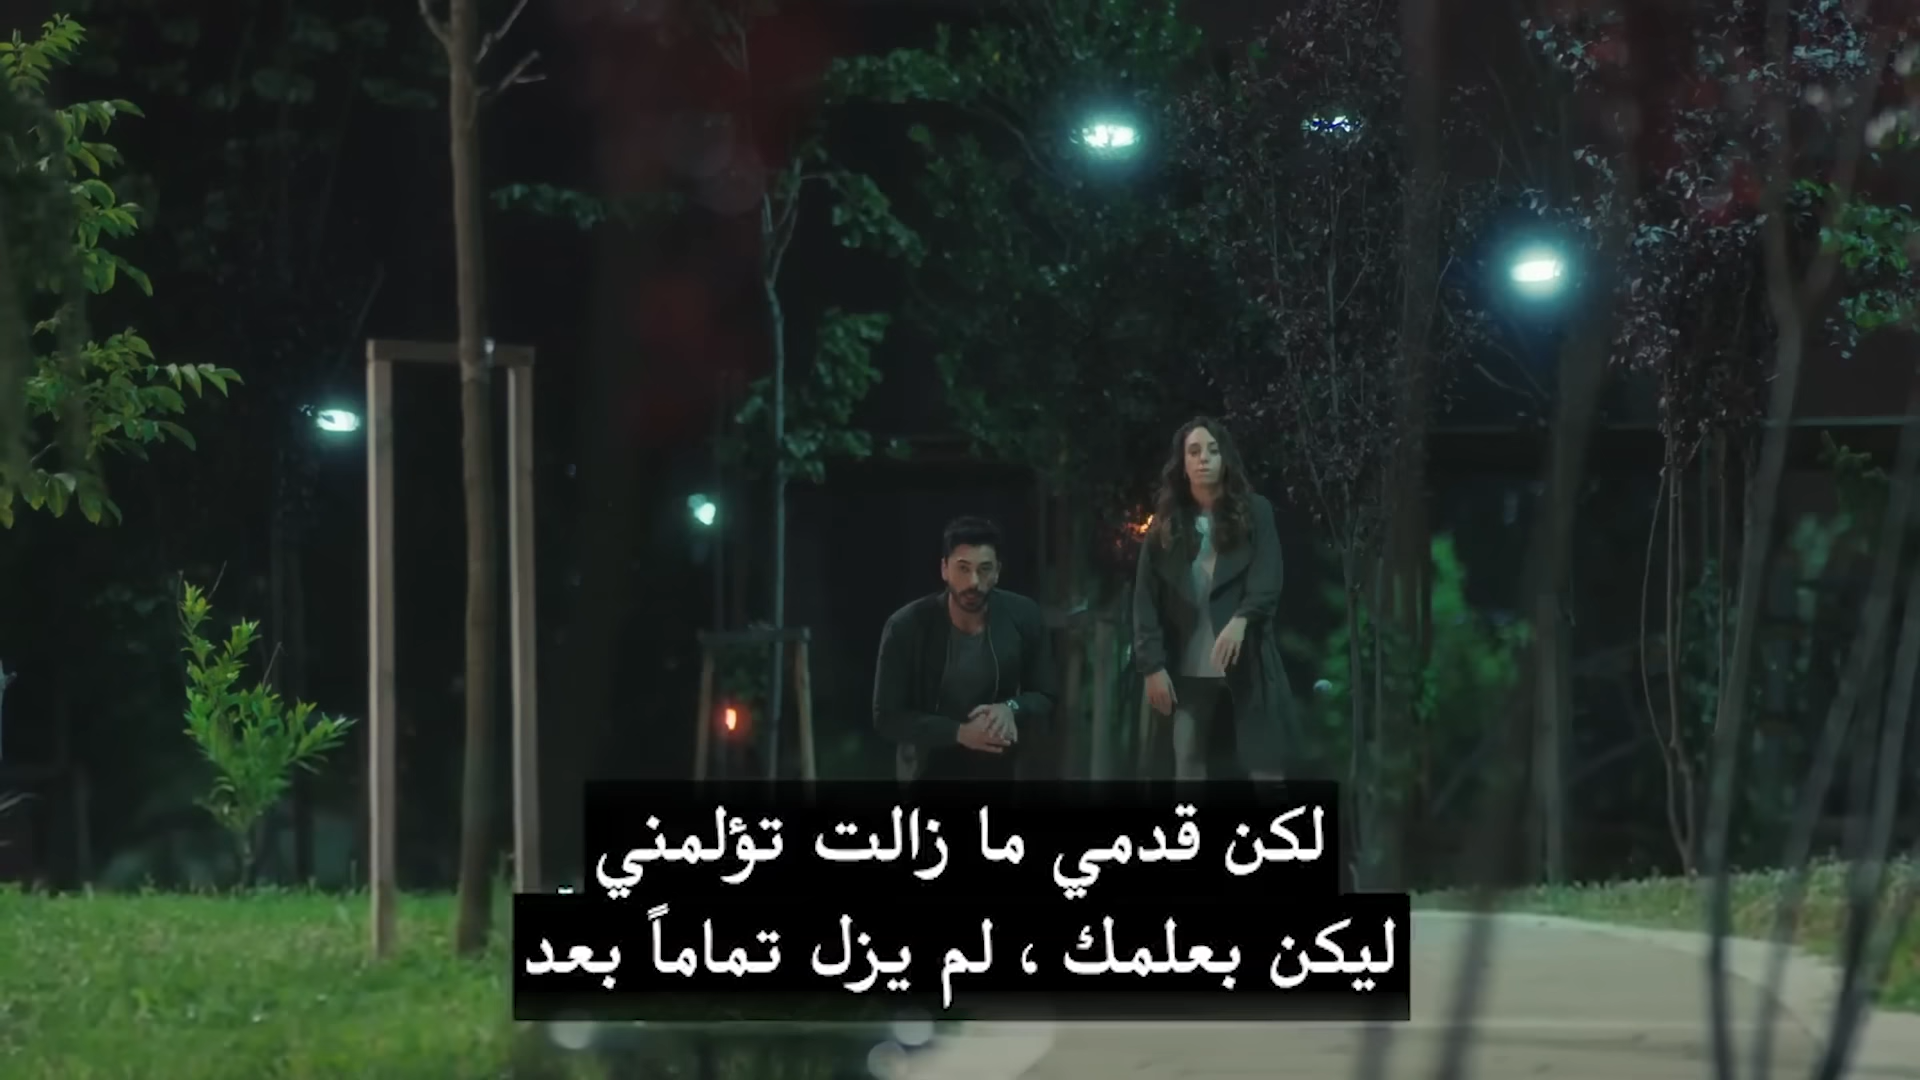 لكن قدمي ما زالت تؤلمني
ليكن بعلمك ، لم يزل تماماً بعد